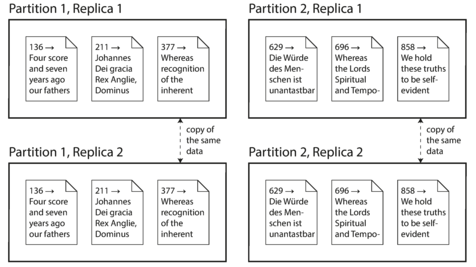 Partition 1, Replica 1
136 →
Four score
and seven
years ago
our fathers
211 →
Johannes
Dei gracia
Rex Anglie,
Dominus
377 →
Whereas
recognition
of the
inherent
Partition 2, Replica 1
629 →
Die Würde
des Men-
schen ist
unantastbar
696 →
Whereas
the Lords
Spiritual
and Tempo-
858 →
We hold
these truths
to be self-
evident
copy of
the same
data
copy of
the same
data
Partition 1, Replica 2
136 →
Four score
and seven
years ago
our fathers
211 →
Johannes
Dei gracia
Rex Anglie,
Dominus
377 →
Whereas
recognition
of the
inherent
Partition 2, Replica 2
629 →
Die Würde
des Men-
schen ist
unantastbar
696 →
Whereas
the Lords
Spiritual
and Tempo-
858 →
We hold
these truths
to be self-
evident